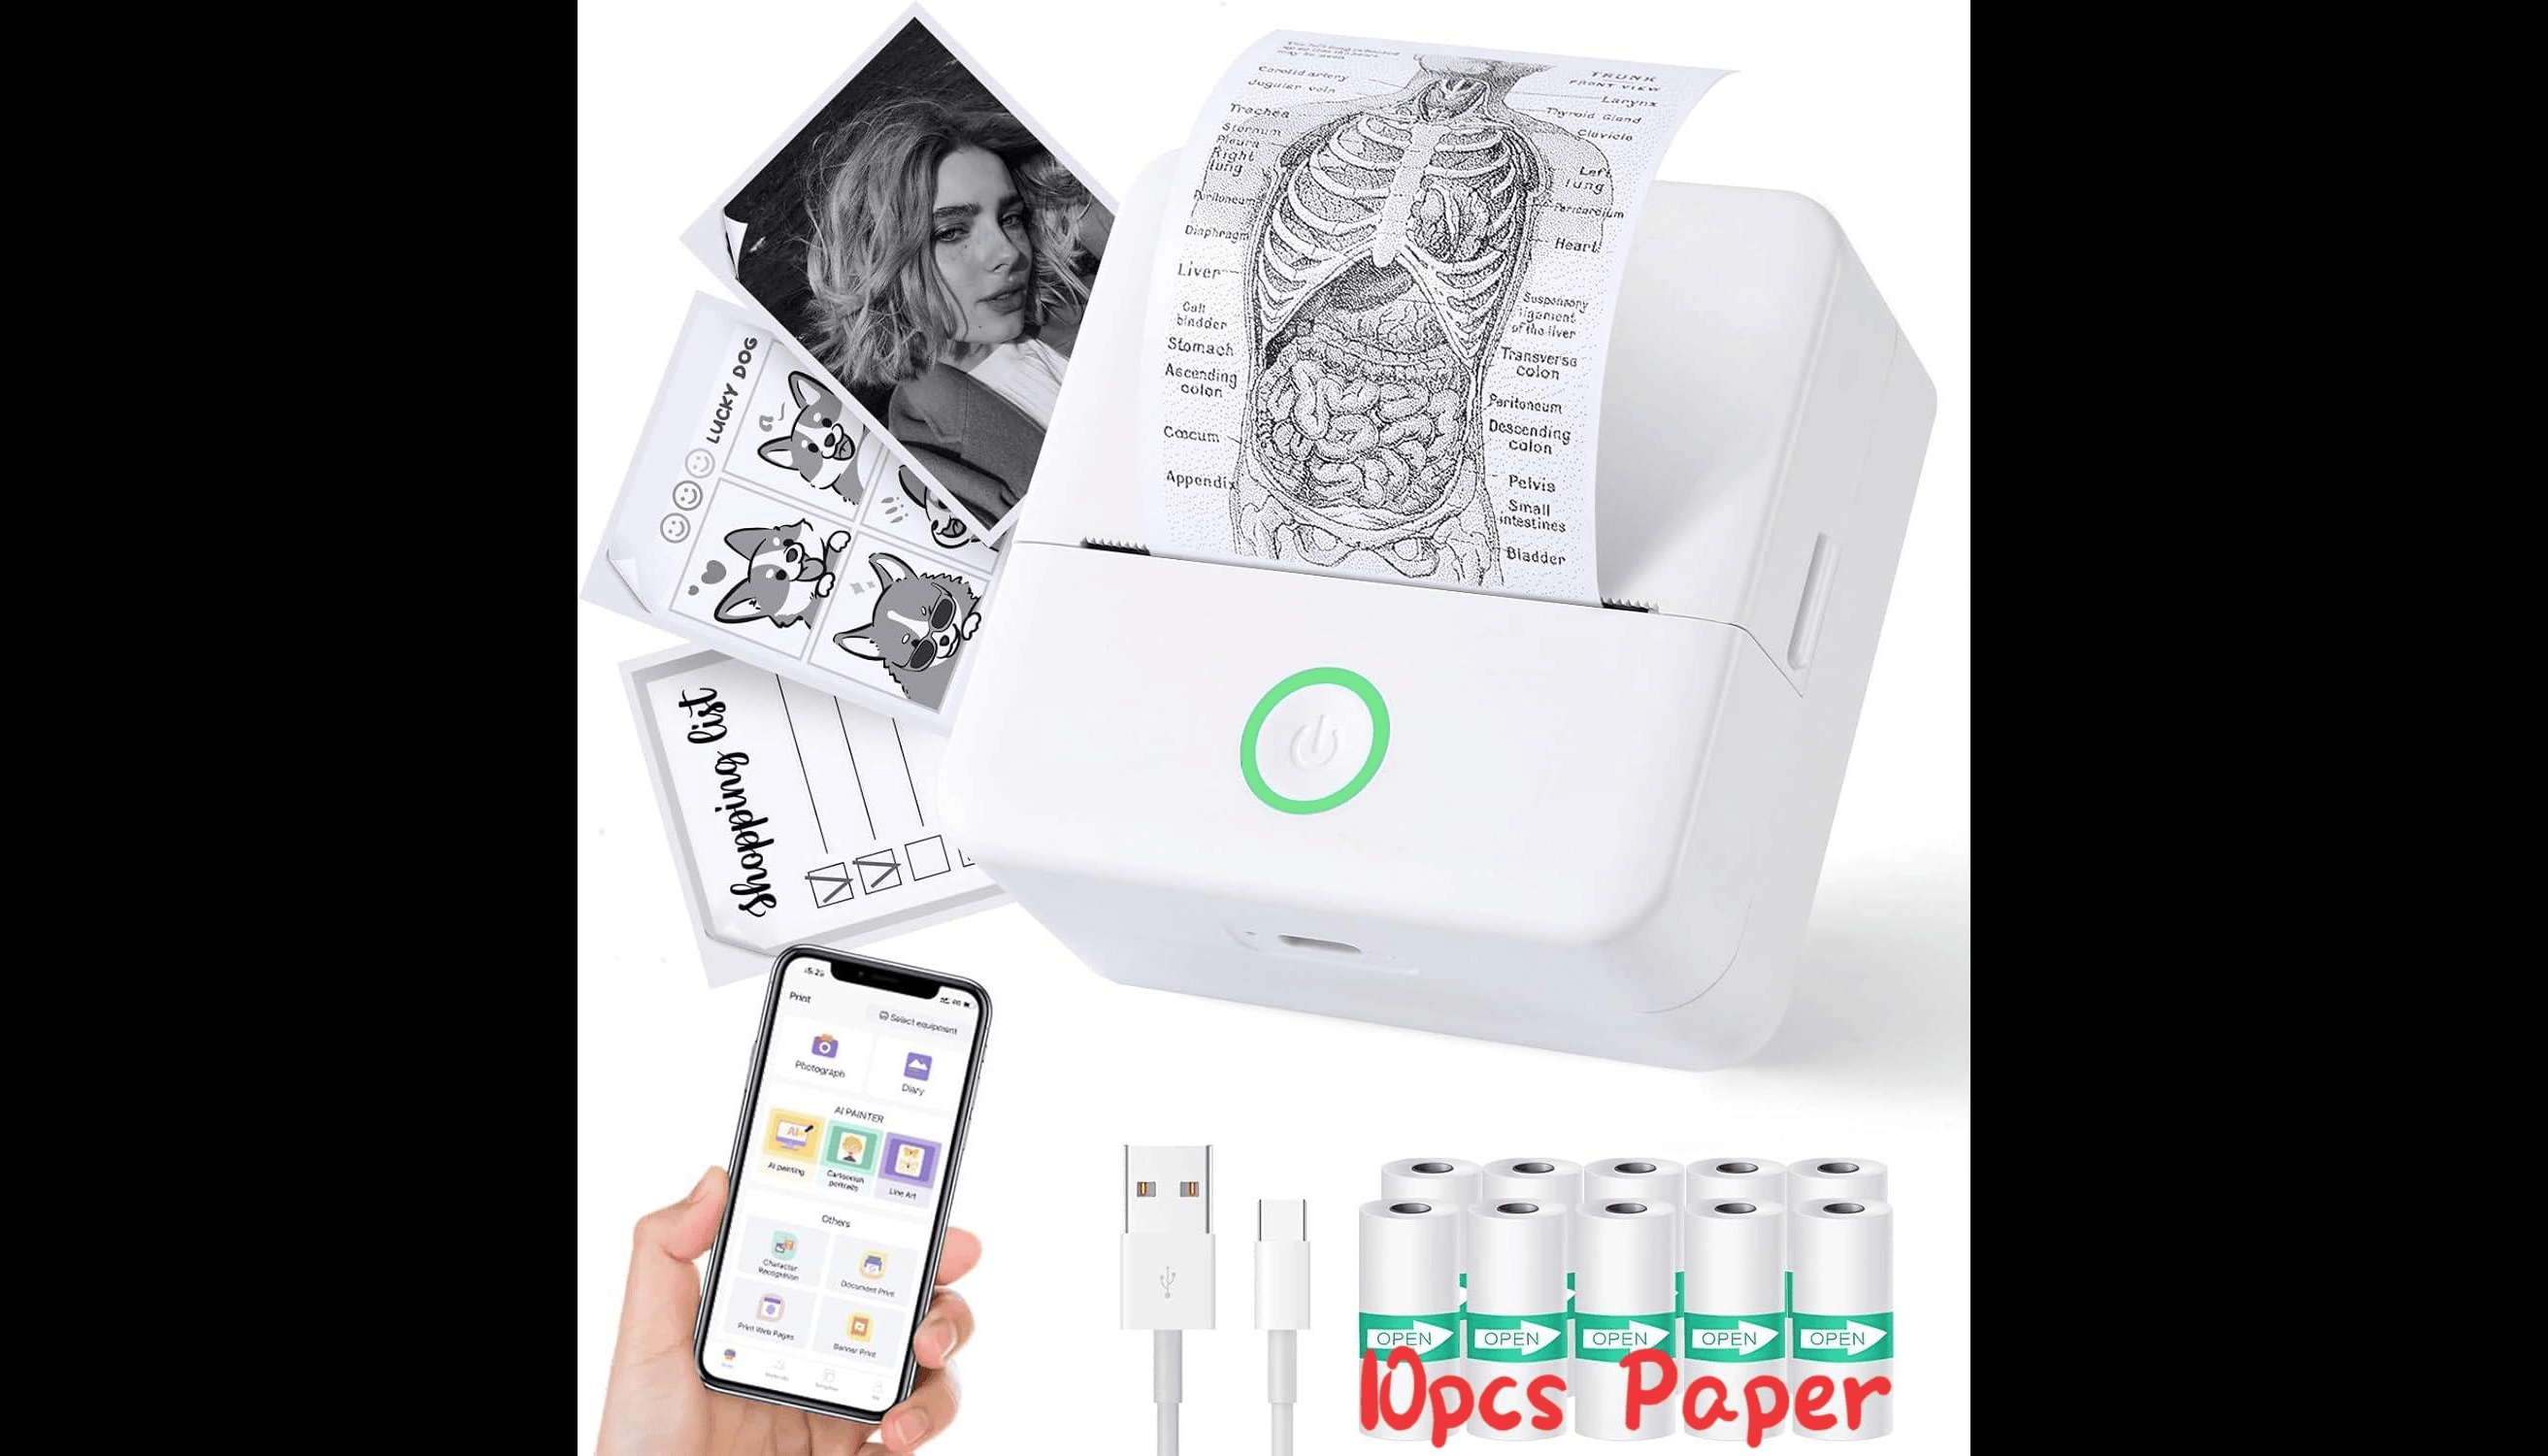 TRUNK
FRONT VIEW
Carolid artery
Jugular vein
Larynx
Trachea
Thyroid Gland
Sternum
Clavicle
Pleura
Right
lung
Left
lung
Peritoneum
Pericardium
Diaphragm
Heart
Liver
Gall
bladder
Suspensory
ligament
of the liver
Stomach
Transverse
colon
Ascending
colon
Peritoneum
Descending
colon
Cœcum
Appendix
Pelvis
Small
intestines
Bladder
LUCKY DOG
Shopping list
Print
Select equipment
Photograph
Diary
AI PAINTER
AI painting
Cartoonish
portraits
Line Art
Others
Character
Recognition
Document Print
Print Web Pages
Banner Print
OPEN OPEN OPEN OPEN OPEN
10pcs Paper